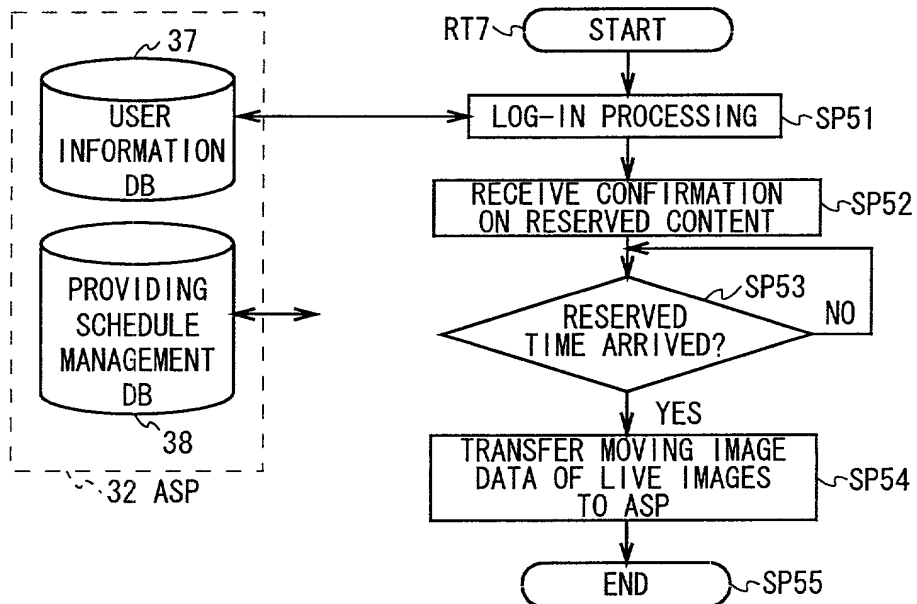 37
USER
INFORMATION
DB
PROVIDING
SCHEDULE
MANAGEMENT
DB
38
32 ASP
RT7
START
LOG-IN PROCESSING
SP51
RECEIVE CONFIRMATION
ON RESERVED CONTENT
SP52
RESERVED
TIME ARRIVED?
SP53
NO
YES
TRANSFER MOVING IMAGE
DATA OF LIVE IMAGES
TO ASP
SP54
END
SP55